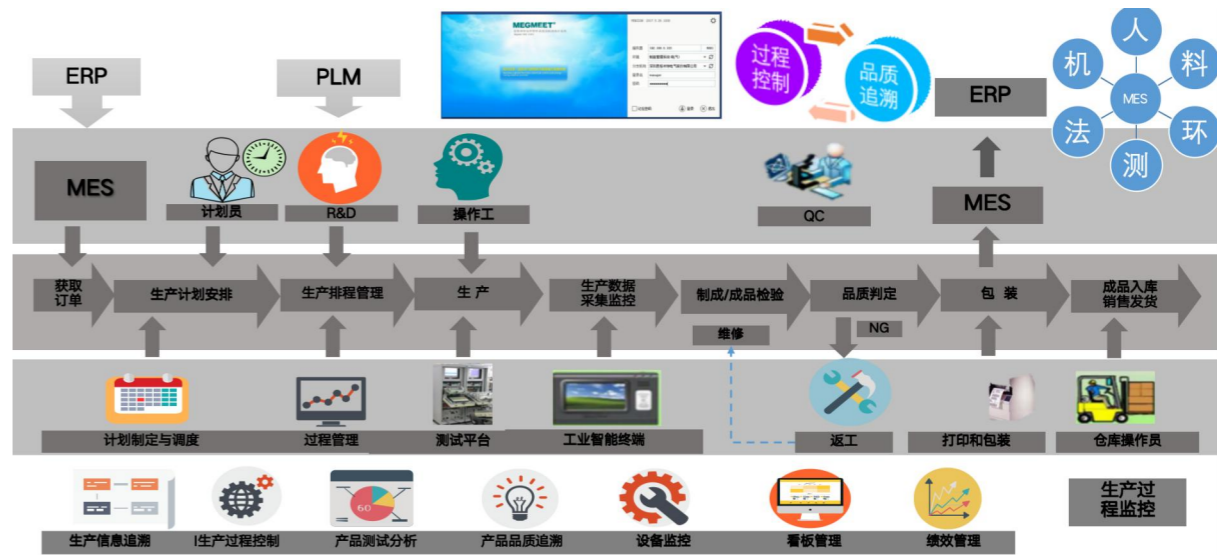 MEGMEET
过程
控制
品质
追溯
人
机
料
MES
法
环
测
ERP
PLM
ERP
MES
计划员
R&D
操作工
QC
MES
获取
订单
生产计划安排
生产排程管理
生 产
生产数据
采集监控
制成/成品检验
品质判定
包 装
成品入库
销售发货
维修
NG
计划制定与调度
过程管理
测试平台
工业智能终端
返工
打印和包装
仓库操作员
60
生产信息追溯
I生产过程控制
产品测试分析
产品品质追溯
设备监控
看板管理
绩效管理
生产过
程监控